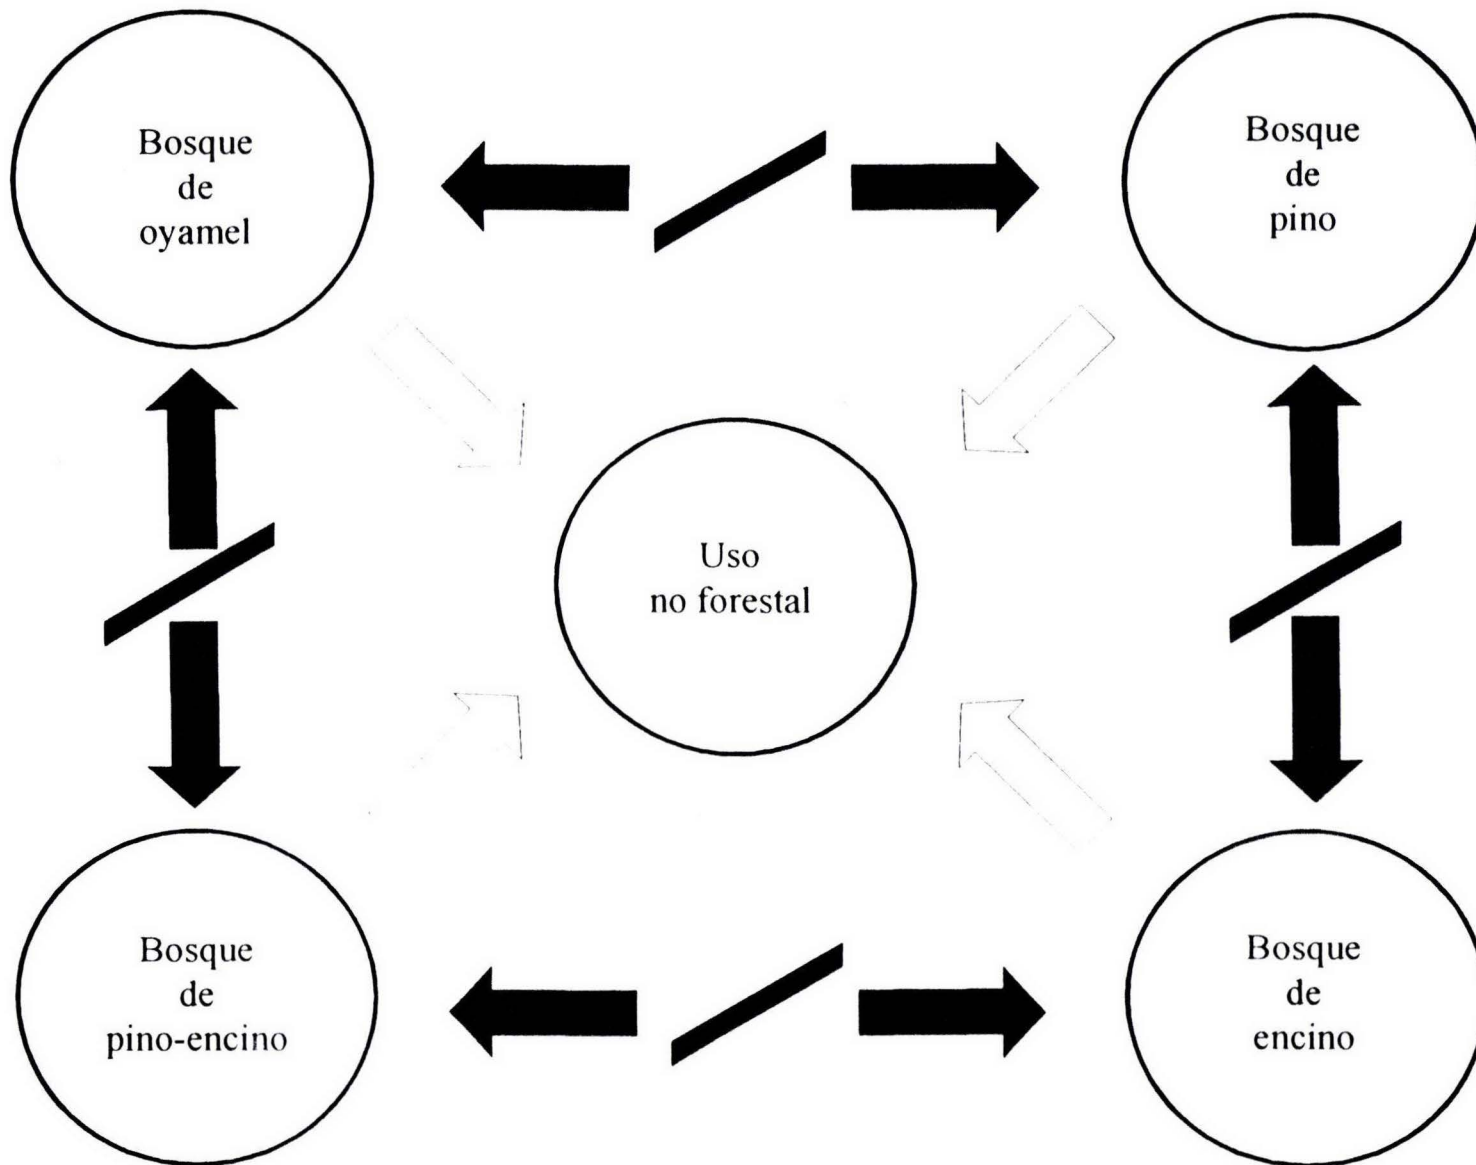 Bosque
de
oyamel
Bosque
de
pino
Uso
no forestal
Bosque
de
pino-encino
Bosque
de
encino